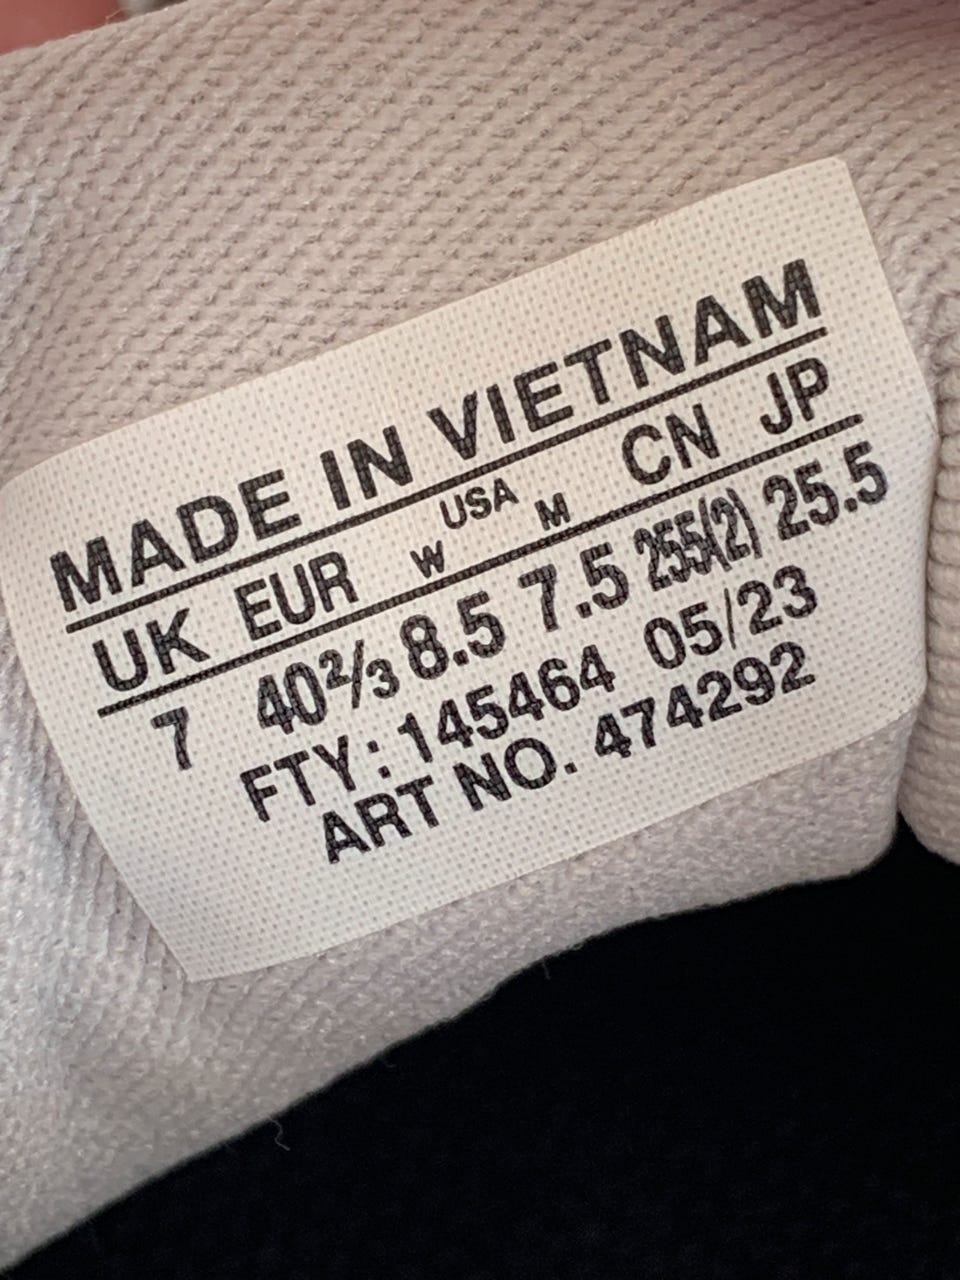 MADE IN VIETNAM
UK EUR W USA M CN JP
7 40²/₃ 8.5 7.5 255(2) 25.5
FTY: 145464 05/23
ART NO. 474292